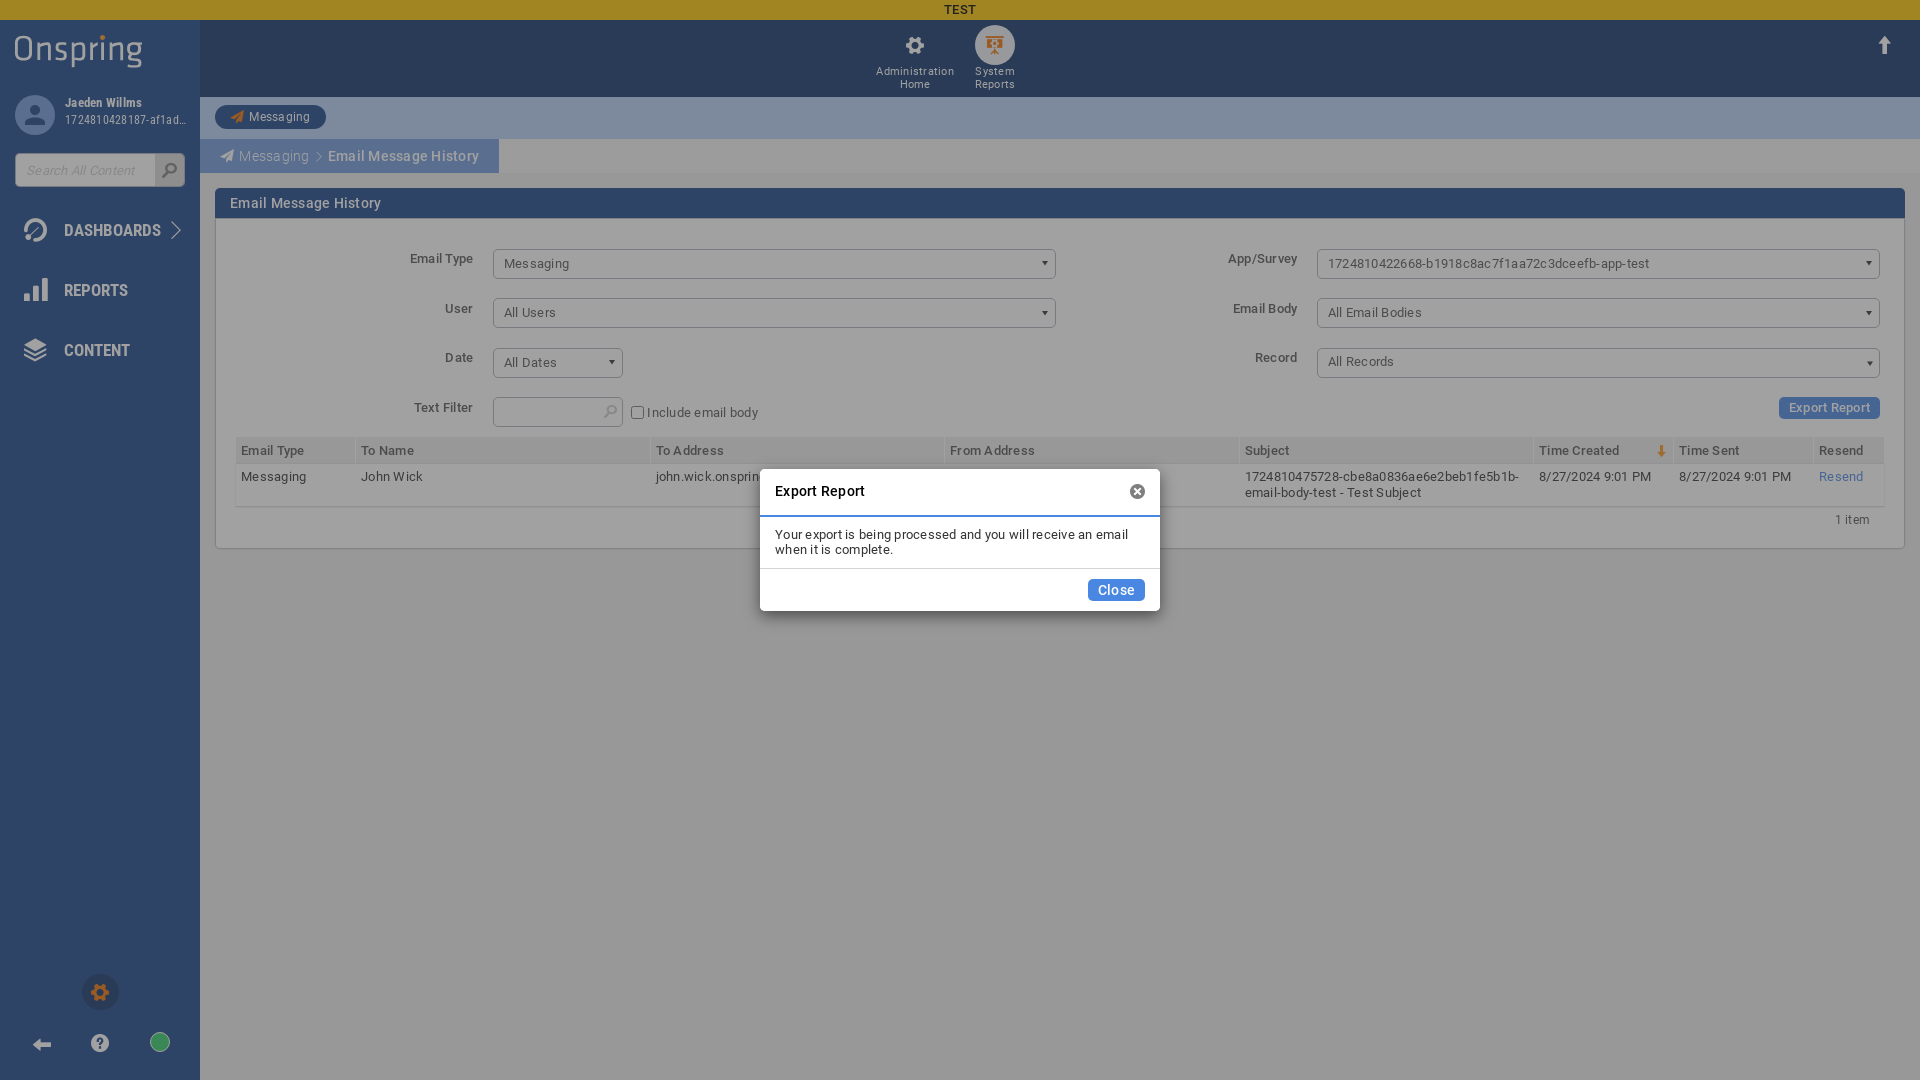 TEST
Onspring
Administration Home
System Reports
Jaeden Willms
1724810428187-af1ad...
Search All Content
DASHBOARDS
REPORTS
CONTENT
Messaging
Messaging > Email Message History
Email Message History
Email Type Messaging App/Survey 1724810422668-b1918c8ac7f1aa72c3dceefb-app-test
User All Users Email Body All Email Bodies
Date All Dates Record All Records
Text Filter Include email body Export Report
Email Type To Name To Address From Address Subject Time Created Time Sent Resend
Messaging John Wick john.wick.onspring 1724810475728-cbe8a0836ae6e2beb1fe5b1b- 8/27/2024 9:01 PM 8/27/2024 9:01 PM Resend
email-body-test - Test Subject
1 item
Export Report
Your export is being processed and you will receive an email
when it is complete.
Close